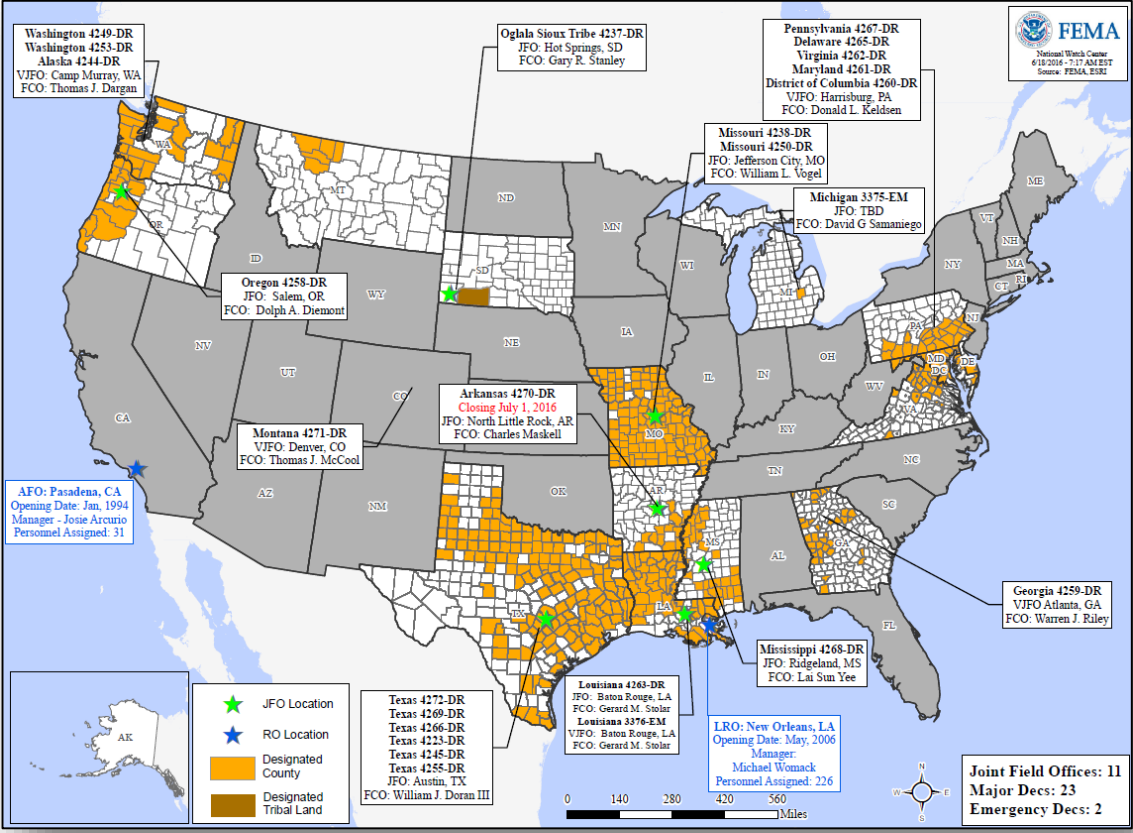 Washington 4249-DR
Washington 4253-DR
Alaska 4244-DR
VJFO: Camp Murray, WA
FCO: Thomas J. Dargan
Oglala Sioux Tribe 4237-DR
JFO: Hot Springs, SD
FCO: Gary R. Stanley
Pennsylvania 4267-DR
Delaware 4265-DR
Virginia 4262-DR
Maryland 4261-DR
District of Columbia 4260-DR
VJFO: Harrisburg, PA
FCO: Donald L. Keldsen
FEMA
National Watch Center
6/18/2016 - 7:17 AM EST
Source: FEMA, ESRI
Missouri 4238-DR
Missouri 4250-DR
JFO: Jefferson City, MO
FCO: William L. Vogel
Michigan 3375-EM
JFO: TBD
FCO: David G Samaniego
WA
MT
ND
MN
ME
VT
NH
MA
RI
CT
NY
OR
ID
WY
SD
WI
MI
Oregon 4258-DR
JFO: Salem, OR
FCO: Dolph A. Diemont
NV
UT
CO
NE
IA
IL
IN
OH
PA
NJ
MD
DE
DC
WV
VA
CA
Arkansas 4270-DR
Closing July 1, 2016
JFO: North Little Rock, AR
FCO: Charles Maskell
MO
KY
Montana 4271-DR
VJFO: Denver, CO
FCO: Thomas J. McCool
AZ
NM
OK
AR
TN
NC
SC
AFO: Pasadena, CA
Opening Date: Jan, 1994
Manager - Josie Arcurio
Personnel Assigned: 31
MS
AL
GA
TX
LA
FL
Georgia 4259-DR
VJFO Atlanta, GA
FCO: Warren J. Riley
Mississippi 4268-DR
JFO: Ridgeland, MS
FCO: Lai Sun Yee
AK
JFO Location
RO Location
Designated
County
Designated
Tribal Land
Texas 4272-DR
Texas 4269-DR
Texas 4266-DR
Texas 4223-DR
Texas 4245-DR
Texas 4255-DR
JFO: Austin, TX
FCO: William J. Doran III
Louisiana 4263-DR
JFO: Baton Rouge, LA
FCO: Gerard M. Stolar
Louisiana 3376-EM
VJFO: Baton Rouge, LA
FCO: Gerard M. Stolar
LRO: New Orleans, LA
Opening Date: May, 2006
Manager:
Michael Womack
Personnel Assigned: 226
0 140 280 420 560
Miles
N
W E
S
Joint Field Offices: 11
Major Decs: 23
Emergency Decs: 2